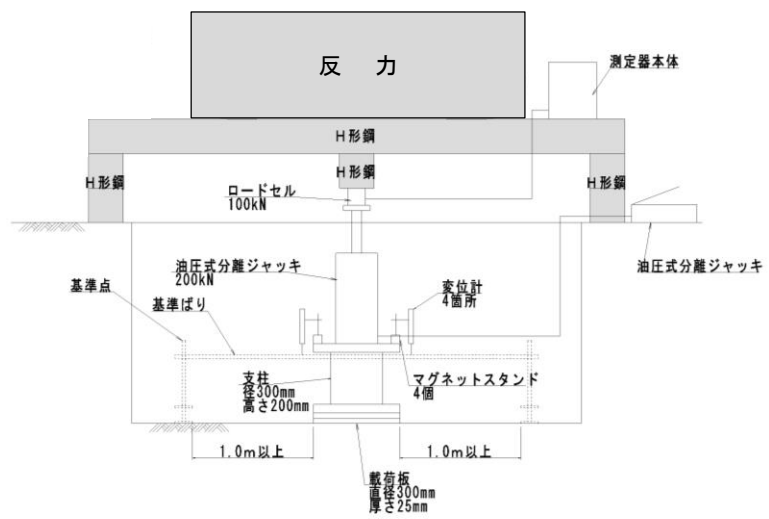 反 力
測定器本体
H形鋼
H形鋼
H形鋼
H形鋼
ロードセル
100kN
油圧式分離ジャッキ
200kN
変位計
4箇所
油圧式分離ジャッキ
基準点
基準ばり
支柱
径300mm
高さ200mm
マグネットスタンド
4個
1.0m以上
1.0m以上
載荷板
直径300mm
厚さ25mm